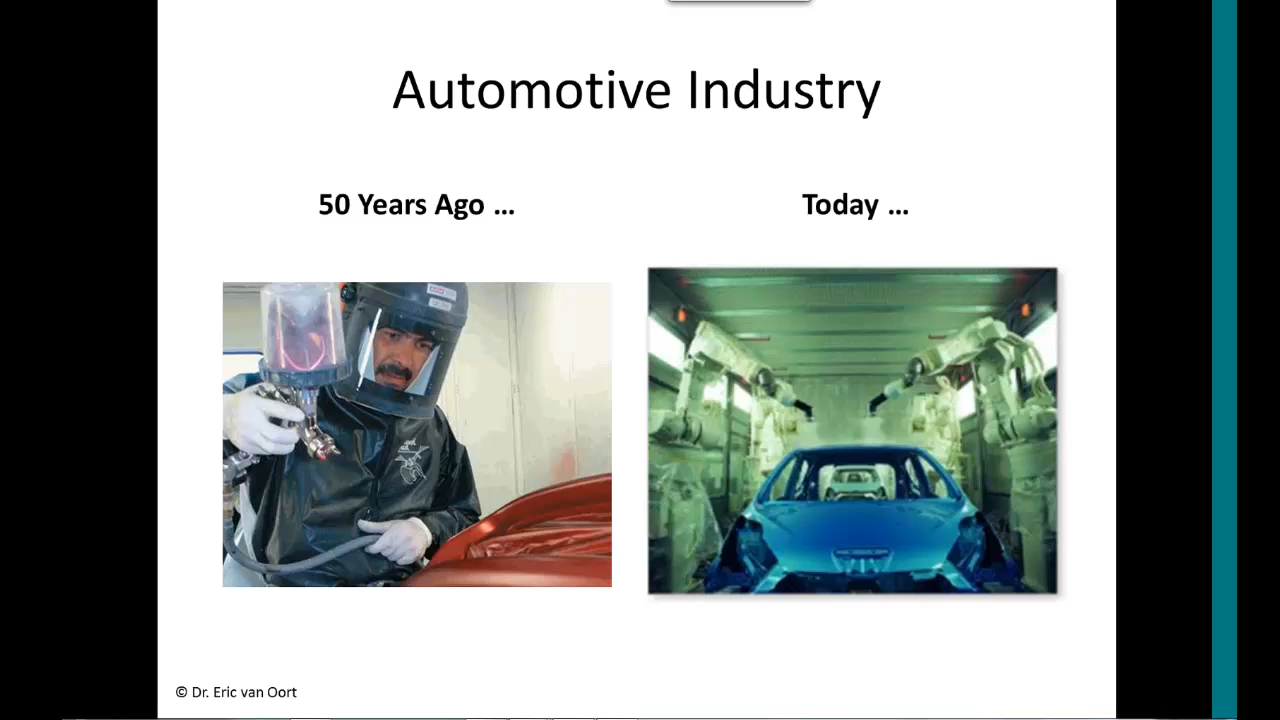 Automotive Industry
50 Years Ago ...
Today ...
© Dr. Eric van Oort